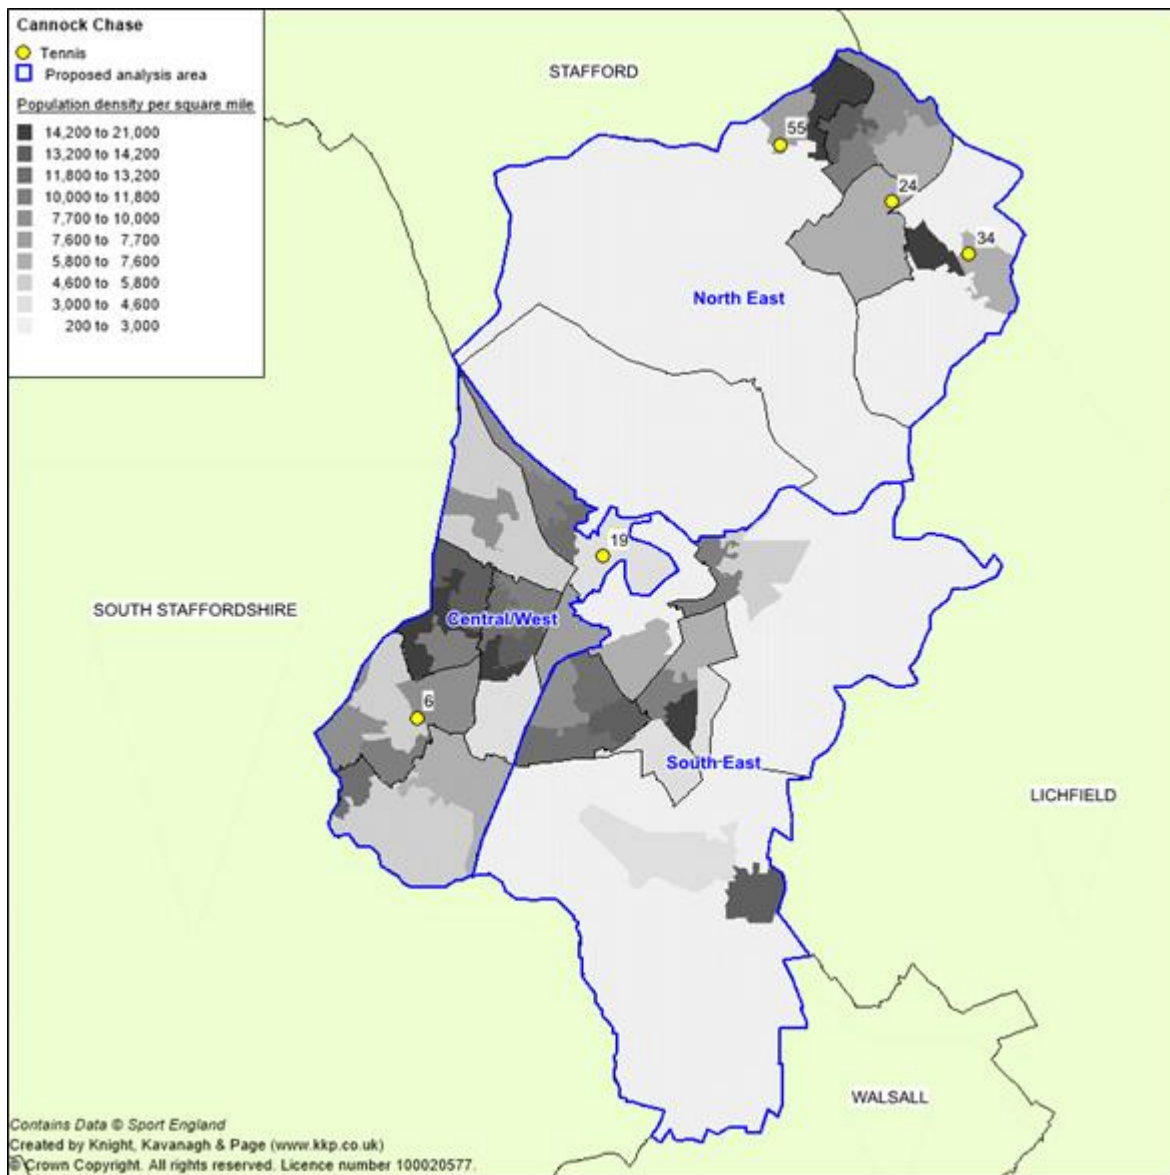 Cannock Chase
Tennis
Proposed analysis area
Population density per square mile
14,200 to 21,000
13,200 to 14,200
11,800 to 13,200
10,000 to 11,800
7,700 to 10,000
7,600 to 7,700
5,800 to 7,600
4,600 to 5,800
3,000 to 4,600
200 to 3,000
STAFFORD
55
24
34
North East
19
SOUTH STAFFORDSHIRE
Central/West
6
South East
LICHFIELD
WALSALL
Contains Data © Sport England
Created by Knight, Kavanagh & Page (www.kkp.co.uk)
© Crown Copyright. All rights reserved. Licence number 100020577.